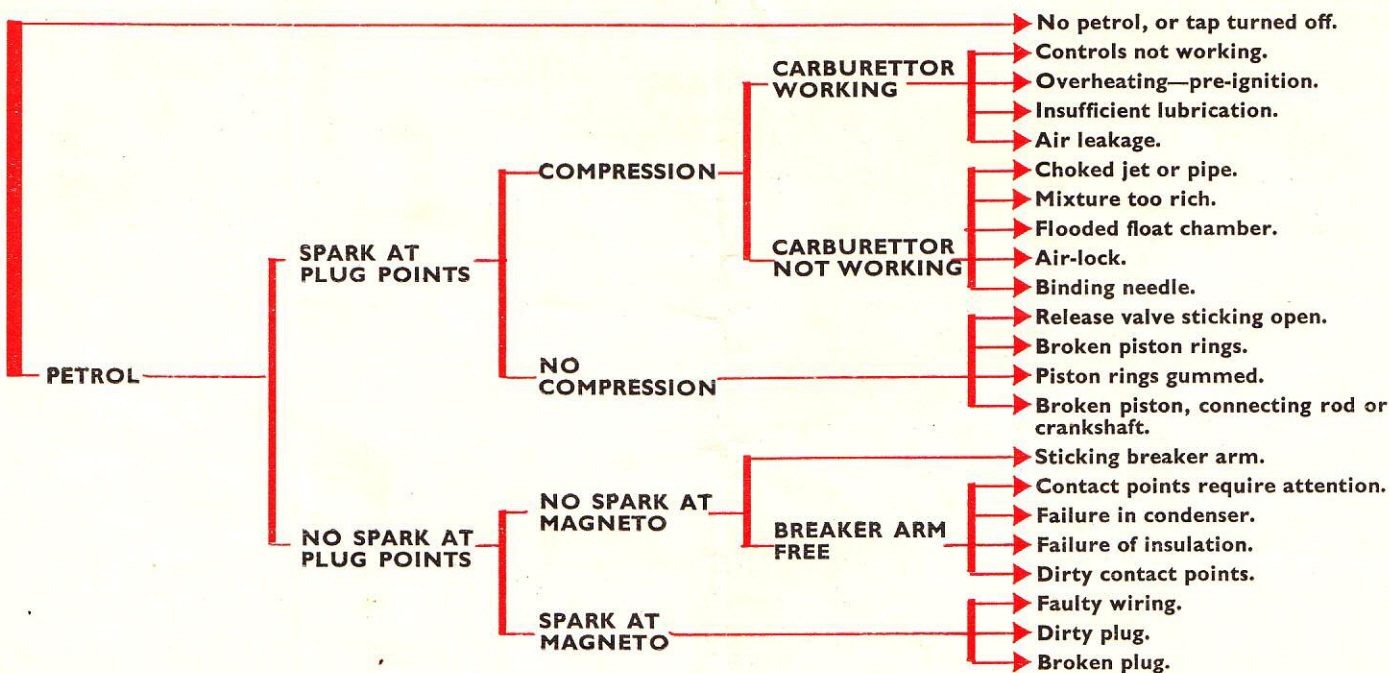 No petrol, or tap turned off.
CARBURETTOR
WORKING
Controls not working.
Overheating—pre-ignition.
Insufficient lubrication.
Air leakage.
COMPRESSION
CARBURETTOR
NOT WORKING
Choked jet or pipe.
Mixture too rich.
Flooded float chamber.
Air-lock.
Binding needle.
SPARK AT
PLUG POINTS
NO
COMPRESSION
Release valve sticking open.
Broken piston rings.
Piston rings gummed.
Broken piston, connecting rod or
crankshaft.
PETROL
NO SPARK AT
PLUG POINTS
NO SPARK AT
MAGNETO
Sticking breaker arm.
BREAKER ARM
FREE
Contact points require attention.
Failure in condenser.
Failure of insulation.
Dirty contact points.
SPARK AT
MAGNETO
Faulty wiring.
Dirty plug.
Broken plug.